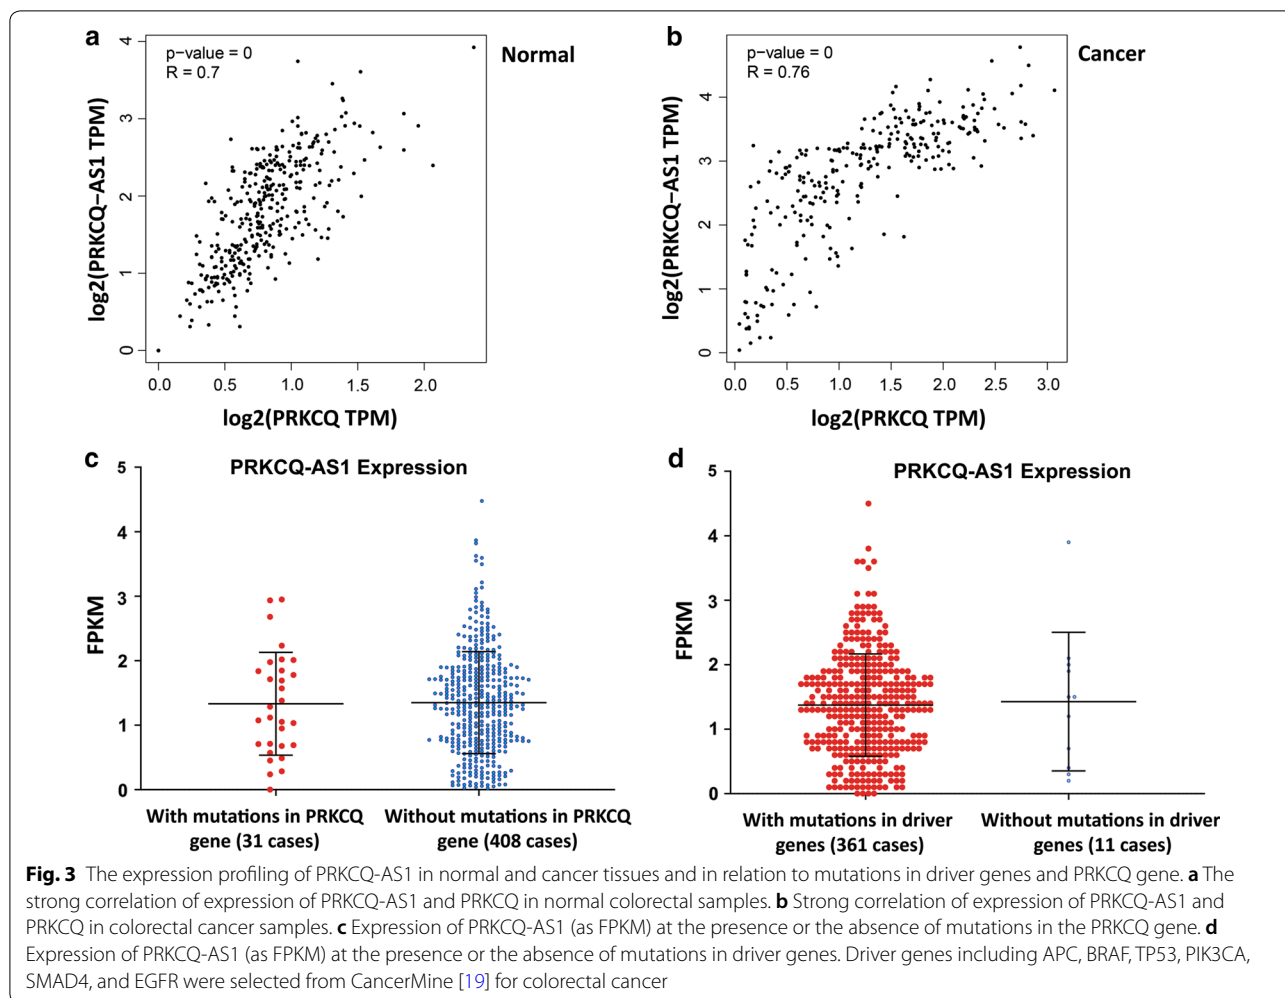 a
p−value = 0
R = 0.7
Normal
4
3
2
1
0
log2(PRKCQ−AS1 TPM)
0.0 0.5 1.0 1.5 2.0
log2(PRKCQ TPM)
b
p−value = 0
R = 0.76
Cancer
4
3
2
1
0
log2(PRKCQ−AS1 TPM)
0.0 0.5 1.0 1.5 2.0 2.5 3.0
log2(PRKCQ TPM)
c
PRKCQ-AS1 Expression
5
4
3
2
1
0
FPKM
With mutations in PRKCQ
gene (31 cases)
Without mutations in PRKCQ
gene (408 cases)
d
PRKCQ-AS1 Expression
5
4
3
2
1
0
FPKM
With mutations in driver
genes (361 cases)
Without mutations in driver
genes (11 cases)
Fig. 3 The expression profiling of PRKCQ-AS1 in normal and cancer tissues and in relation to mutations in driver genes and PRKCQ gene. a The
strong correlation of expression of PRKCQ-AS1 and PRKCQ in normal colorectal samples. b Strong correlation of expression of PRKCQ-AS1 and
PRKCQ in colorectal cancer samples. c Expression of PRKCQ-AS1 (as FPKM) at the presence or the absence of mutations in the PRKCQ gene. d
Expression of PRKCQ-AS1 (as FPKM) at the presence or the absence of mutations in driver genes. Driver genes including APC, BRAF, TP53, PIK3CA,
SMAD4, and EGFR were selected from CancerMine [19] for colorectal cancer